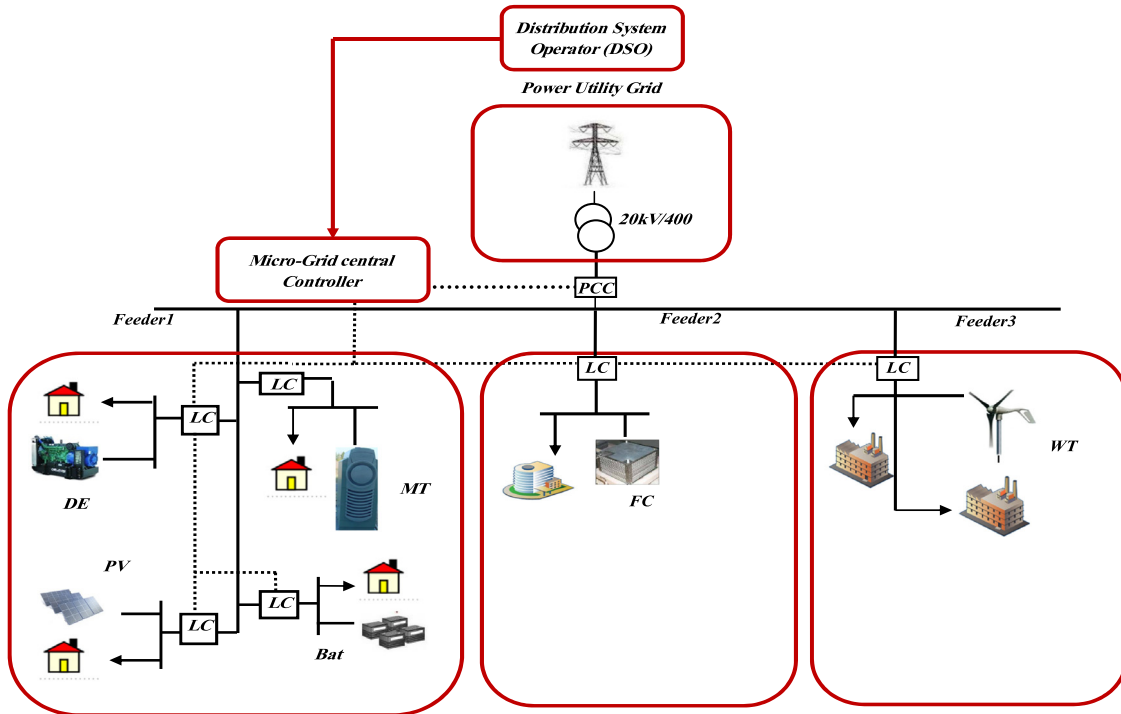 Distribution System
Operator (DSO)
Power Utility Grid
20kV/400
Micro-Grid central
Controller
PCC
Feeder1
Feeder2
Feeder3
LC
LC
LC
LC
DE
MT
FC
WT
PV
LC
LC
Bat